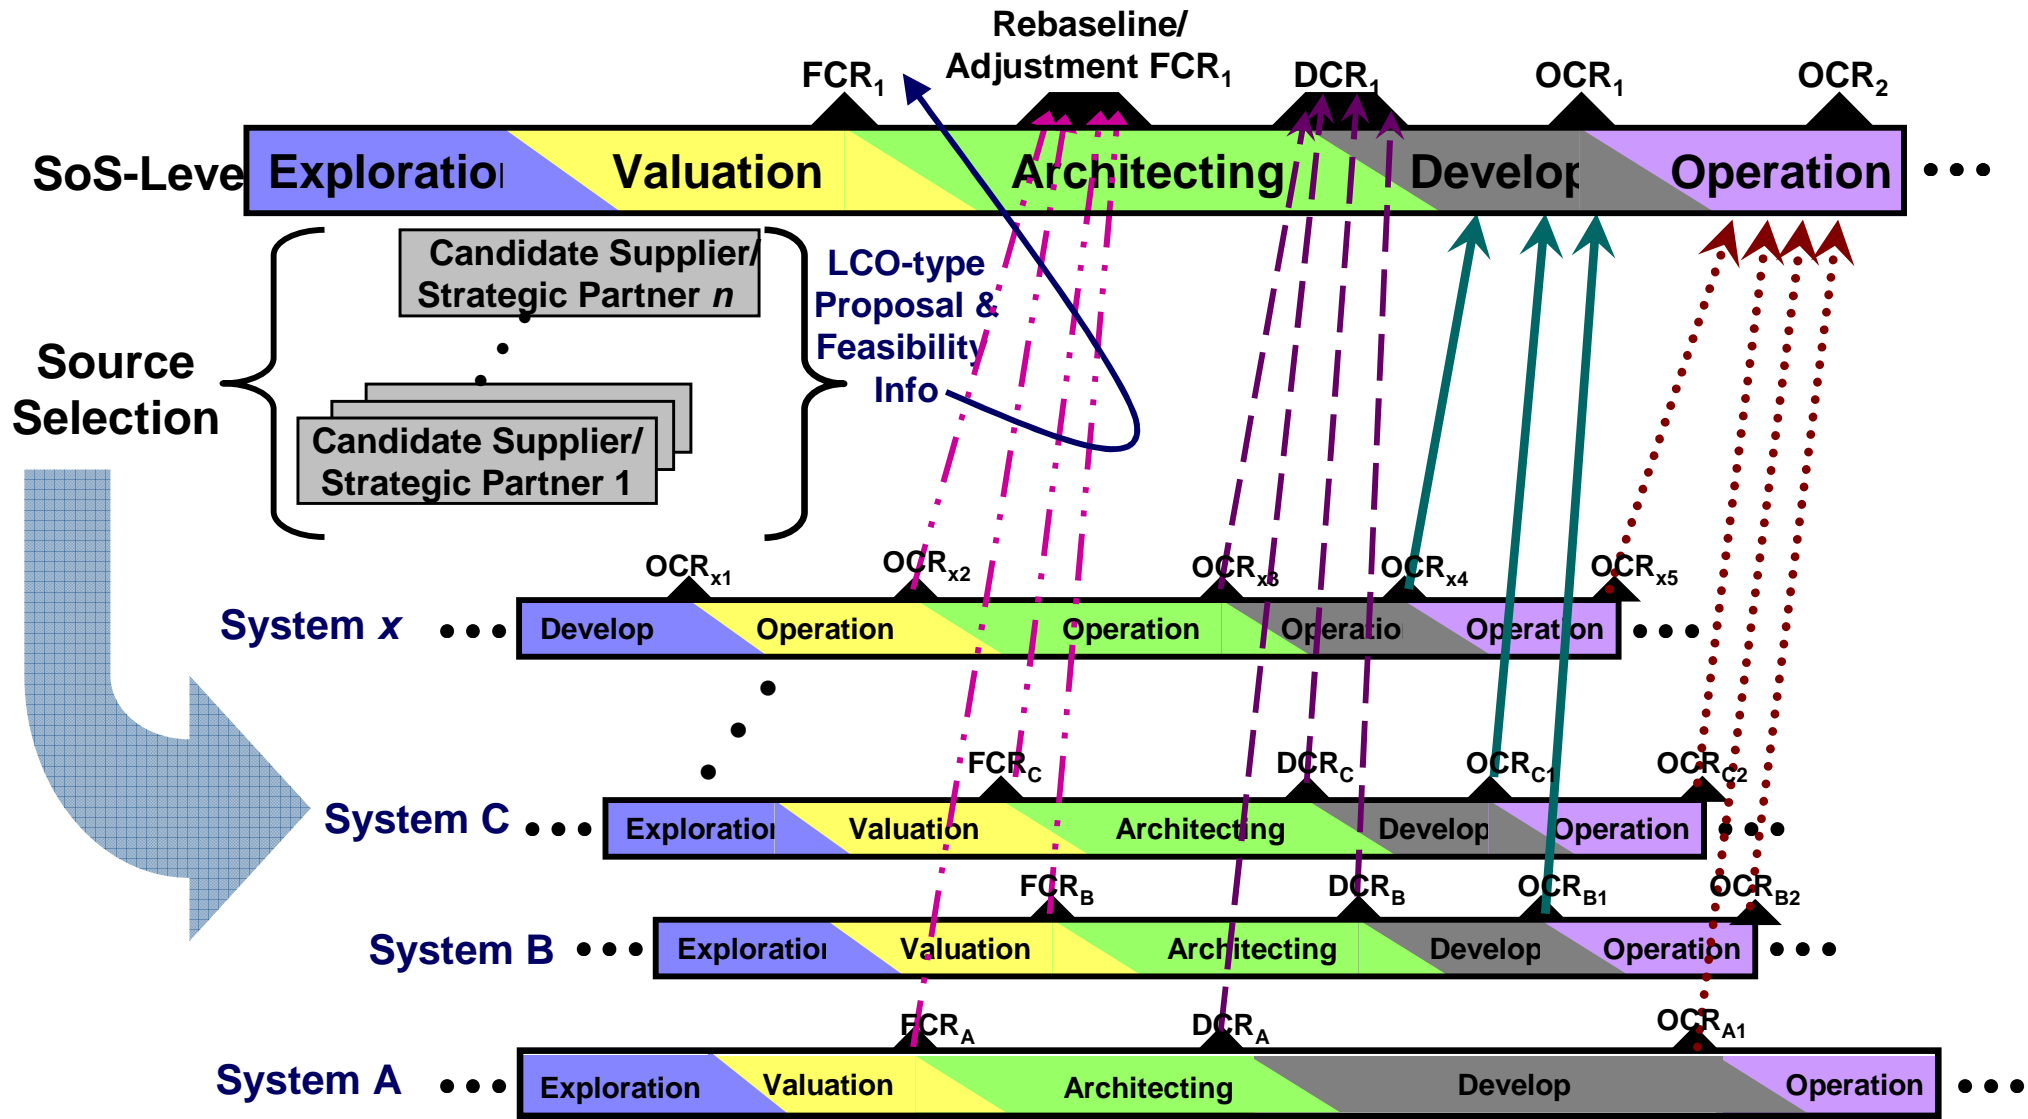 Rebaseline/
Adjustment FCR1
FCR1
DCR1
OCR1
OCR2
SoS-Leve
Exploratio
Valuation
Architecting
Develop
Operation
Candidate Supplier/
Strategic Partner n
LCO-type
Proposal &
Feasibility
Info
Source
Selection
Candidate Supplier/
Strategic Partner 1
OCRx1
OCRx2
OCRx3
OCRx4
OCRx5
System x
Develop
Operation
Operation
Operatio
Operation
FCRC
DCRC
OCRC1
OCRC2
System C
Exploration
Valuation
Architecting
Develop
Operation
FCRB
DCRB
OCRB1
OCRB2
System B
Exploration
Valuation
Architecting
Develop
Operation
FCRA
DCRA
OCRA1
System A
Exploration
Valuation
Architecting
Develop
Operation